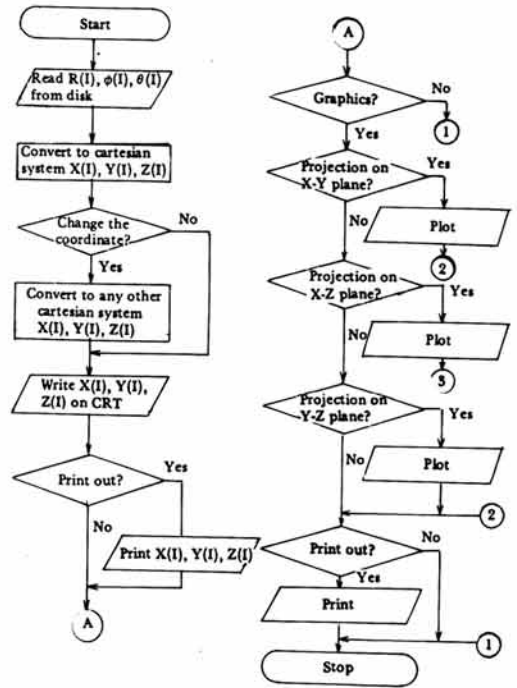 Start
Read R(I), ϕ(I), θ(I)
from disk
Convert to cartesian
system X(I), Y(I), Z(I)
Change the
coordinate?
No
Yes
Convert to any other
cartesian system
X(I), Y(I), Z(I)
Write X(I), Y(I),
Z(I) on CRT
Print out?
Yes
No
Print X(I), Y(I), Z(I)
A
A
Graphics?
No
1
Yes
Projection on
X-Y plane?
Yes
Plot
2
No
Projection on
X-Z plane?
Yes
Plot
3
No
Projection on
Y-Z plane?
Yes
No
Plot
2
Print out?
No
Yes
Print
1
Stop